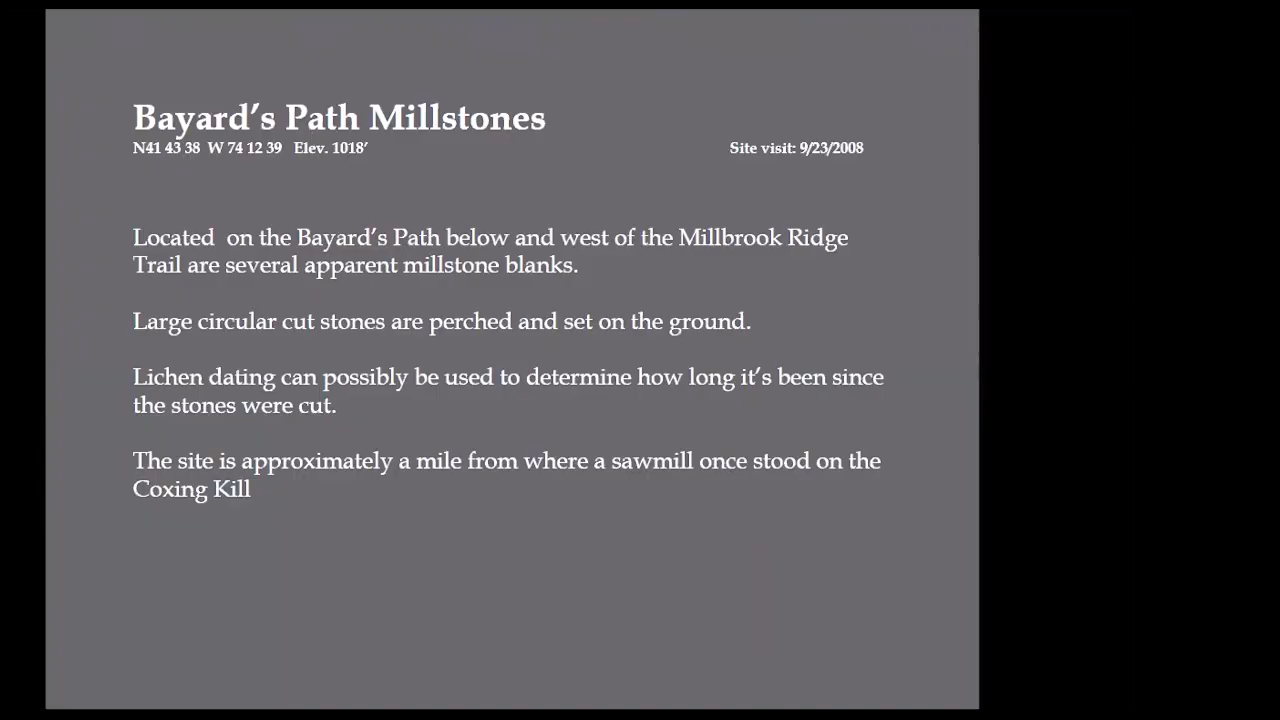 Bayard’s Path Millstones
N41 43 38 W 74 12 39 Elev. 1018’ Site visit: 9/23/2008
Located on the Bayard’s Path below and west of the Millbrook Ridge
Trail are several apparent millstone blanks.
Large circular cut stones are perched and set on the ground.
Lichen dating can possibly be used to determine how long it’s been since
the stones were cut.
The site is approximately a mile from where a sawmill once stood on the
Coxing Kill